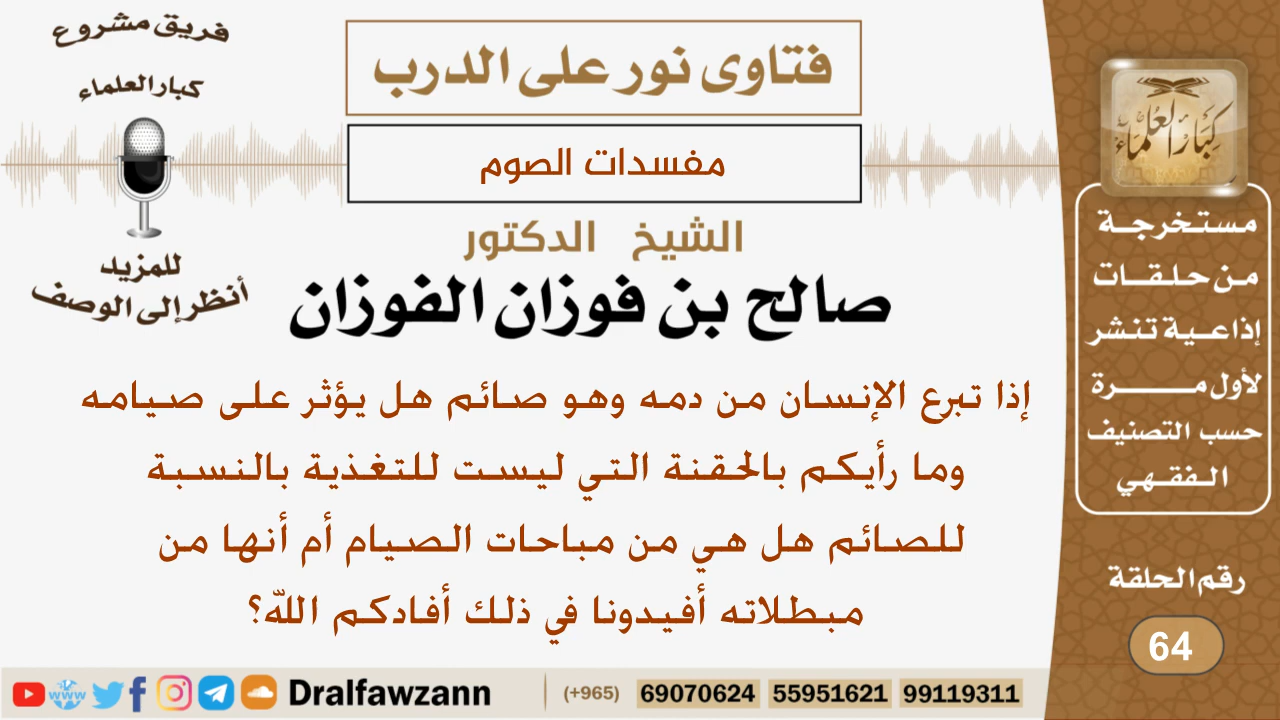 فريق مشروع
كبار العلماء
للمزيد
أنظر إلى الوصف
فتاوى نور على الدرب
مفسدات الصوم
الشيخ الدكتور
صالح بن فوزان الفوزان
إذا تبرع الإنسان من دمه وهو صائم هل يؤثر على صيامه
وما رأيكم بالحقنة التي ليست للتغذية بالنسبة
للصائم هل هي من مباحات الصيام أم أنها من
مبطلاته أفيدونا في ذلك أفادكم الله؟
كبار العلماء
مستخرجة
من حلقات
إذاعية تنشر
لأول مرة
حسب التصنيف
الفقهي
رقم الحلقة
64
www Dralfawzann (+965) 69070624 55951621 99119311